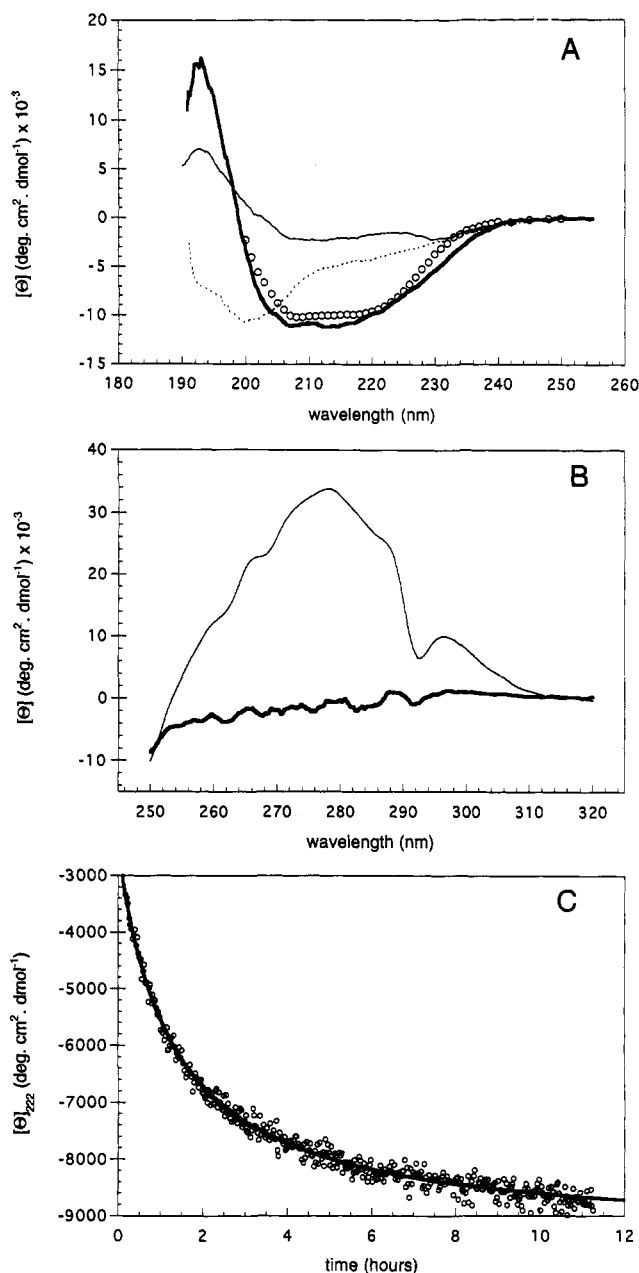 A
[Θ] (deg. cm². dmol⁻¹) x 10⁻³
20
15
10
5
0
-5
-10
-15
180 190 200 210 220 230 240 250 260
wavelength (nm)
B
[Θ] (deg. cm². dmol⁻¹) x 10⁻³
40
30
20
10
0
-10
250 260 270 280 290 300 310 320
wavelength (nm)
C
[Θ]₂₂₂ (deg. cm². dmol⁻¹)
-3000
-4000
-5000
-6000
-7000
-8000
-9000
0 2 4 6 8 10 12
time (hours)